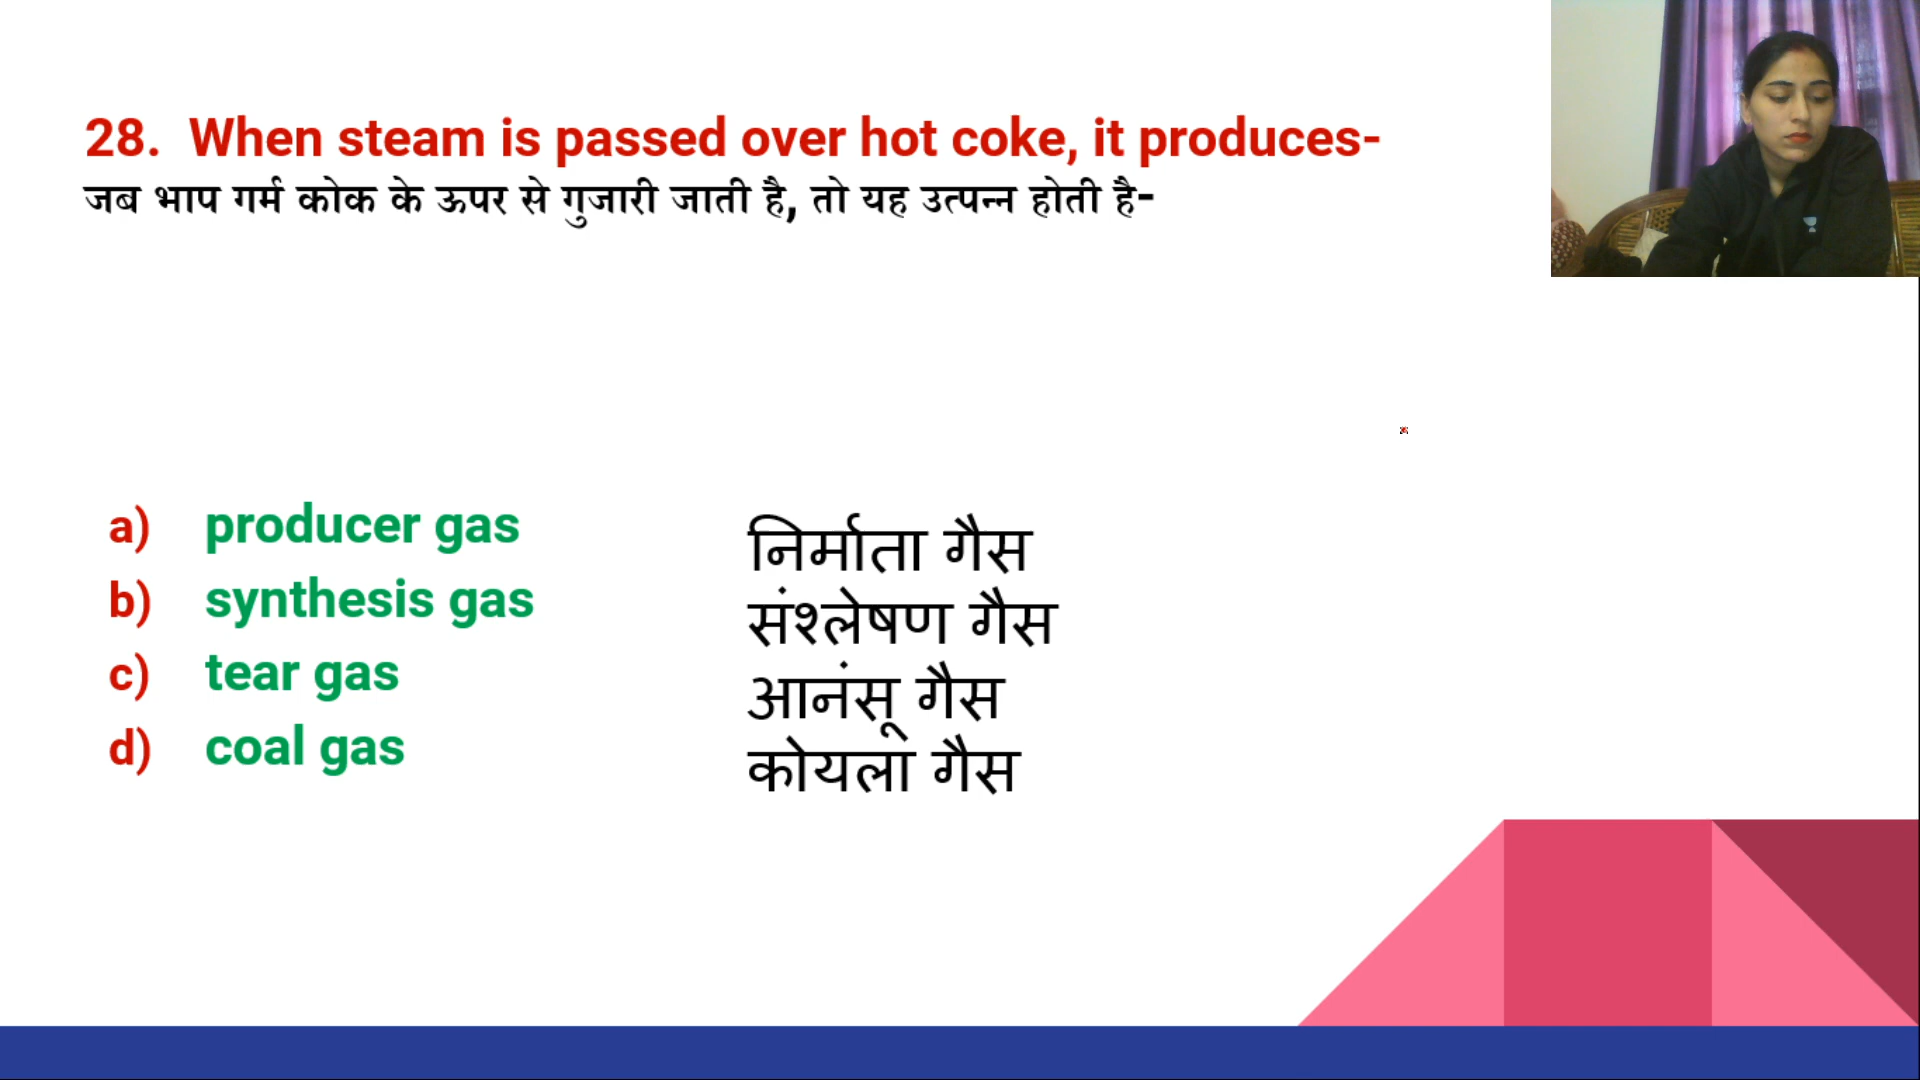 28. When steam is passed over hot coke, it produces-
जब भाप गर्म कोक के ऊपर से गुजारी जाती है, तो यह उत्पन्न होती है-
a) producer gas
b) synthesis gas
c) tear gas
d) coal gas
निर्माता गैस
संश्लेषण गैस
आनंसू गैस
कोयला गैस